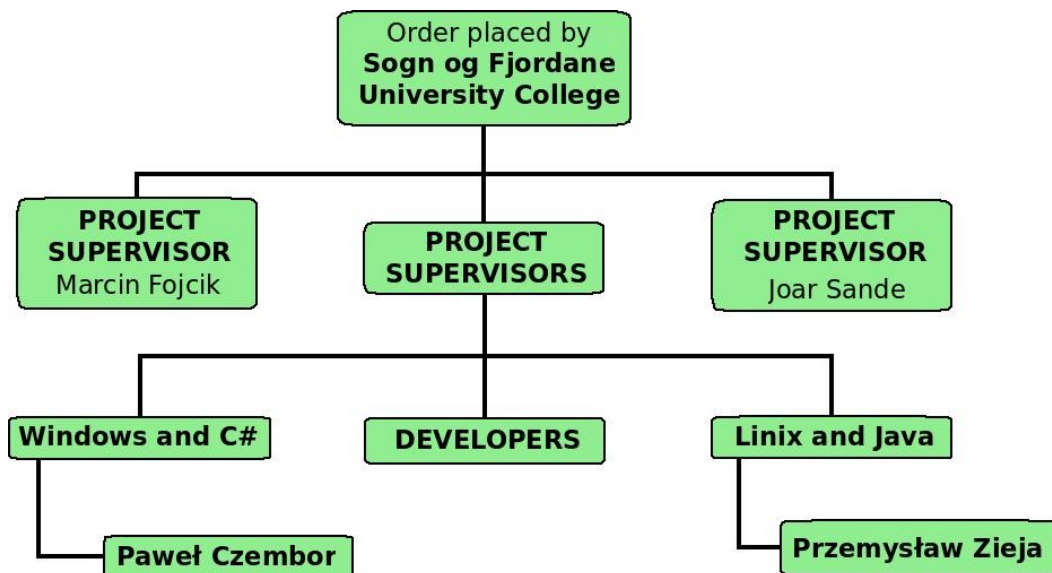 Order placed by
Sogn og Fjordane
University College
PROJECT
SUPERVISOR
Marcin Fojcik
PROJECT
SUPERVISORS
PROJECT
SUPERVISOR
Joar Sande
Windows and C#
DEVELOPERS
Linix and Java
Paweł Czembor
Przemysław Zieja